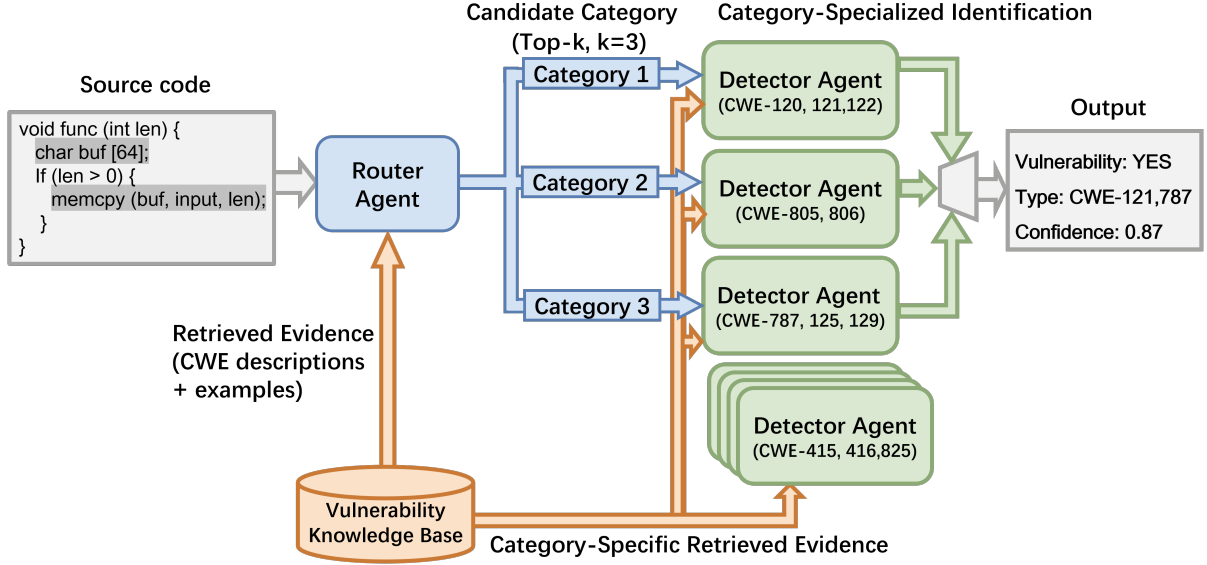 Source code
void func (int len) {
char buf [64];
If (len > 0) {
memcpy (buf, input, len);
}
}
Router
Agent
Candidate Category
(Top-k, k=3)
Category 1
Category 2
Category 3
Category-Specialized Identification
Detector Agent
(CWE-120, 121,122)
Detector Agent
(CWE-805, 806)
Detector Agent
(CWE-787, 125, 129)
Detector Agent
(CWE-415, 416,825)
Output
Vulnerability: YES
Type: CWE-121,787
Confidence: 0.87
Retrieved Evidence
(CWE descriptions
+ examples)
Vulnerability
Knowledge Base
Category-Specific Retrieved Evidence